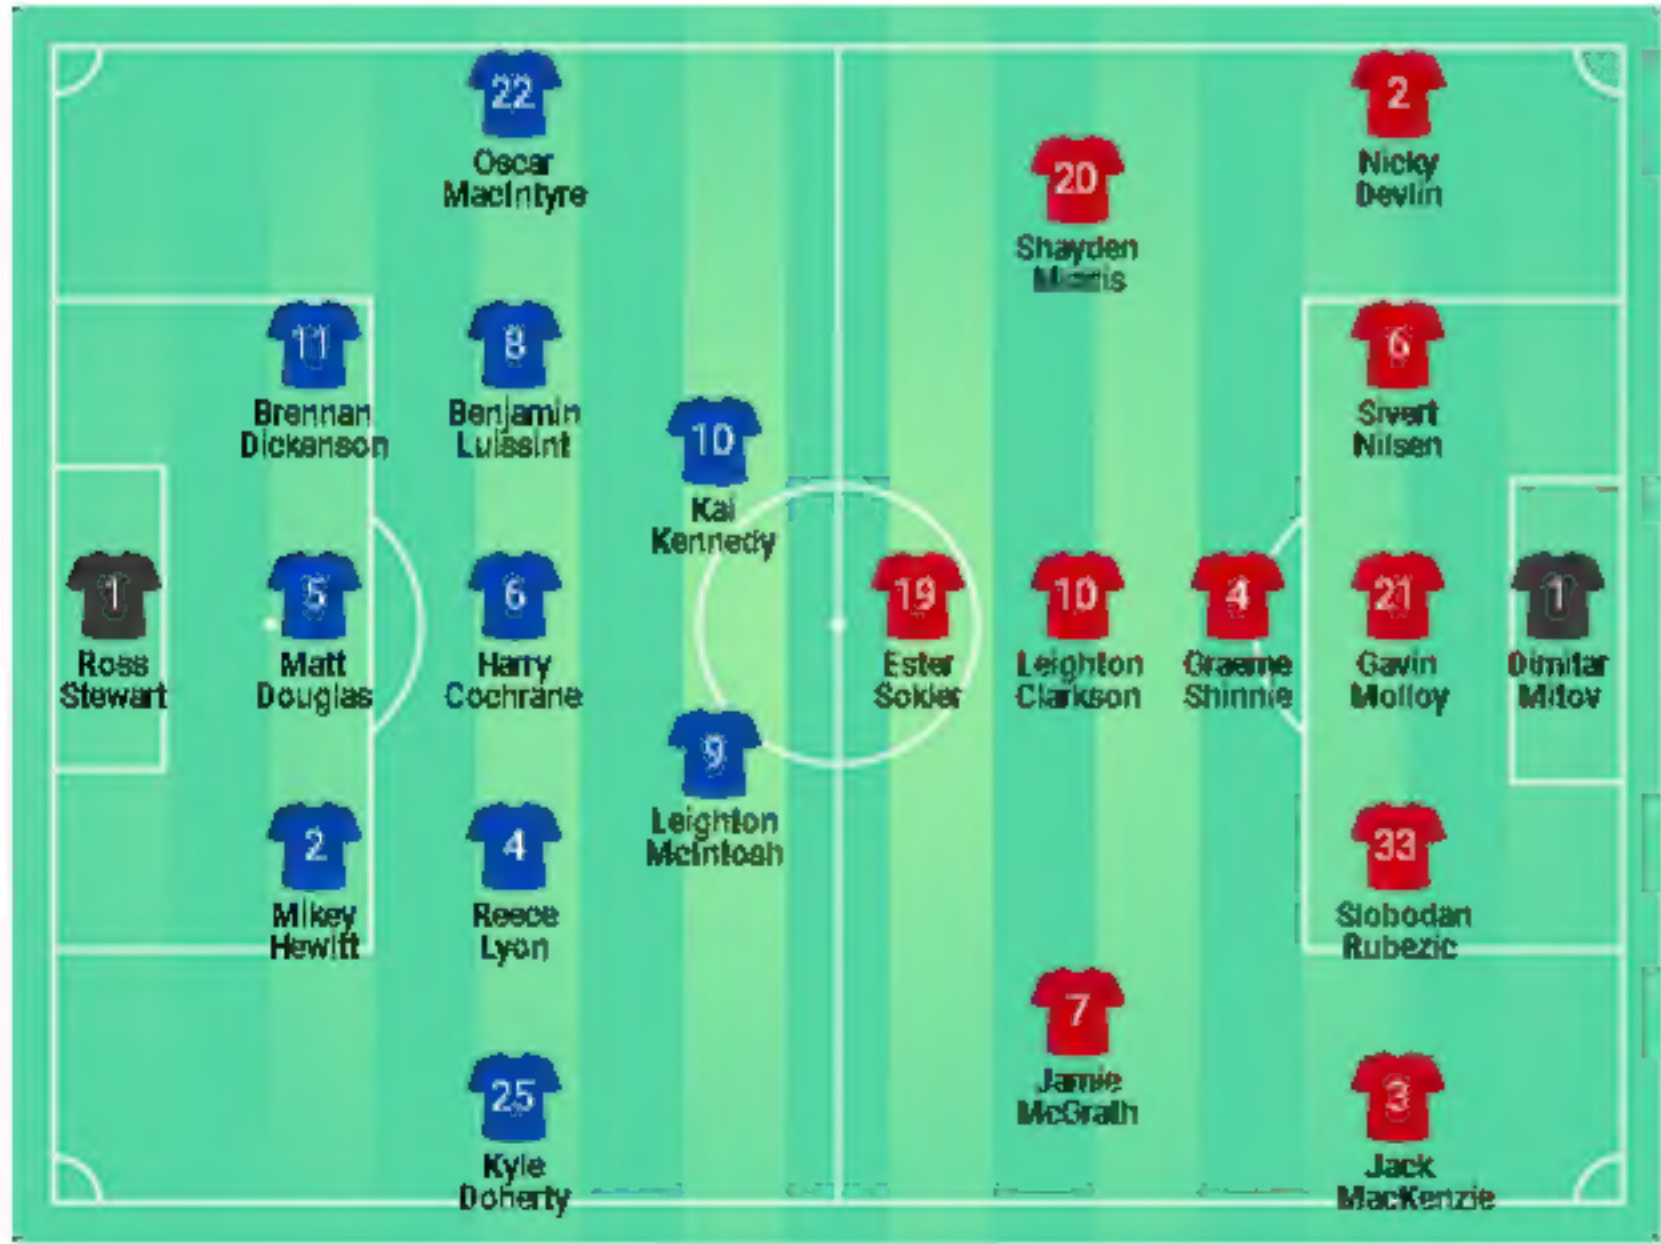 22
Oscar
MacIntyre
2
Nicky
Devlin
20
Shayden
11
Brennan
Dickenson
8
Benjamin
Luissint
6
Sivert
Nilsen
10
Kai
Kennedy
1
Ross
Stewart
5
Matt
Douglas
6
Harry
Cochrane
19
Ester
Sokler
10
Leighton
Clarkson
4
Graeme
Shinnie
21
Gavin
Molloy
1
Dimitar
Mitov
9
Leighton
McIntosh
2
Mikey
Hewitt
4
Reece
Lyon
33
Slobodan
Rubezic
7
Jamie
McGrath
25
Kyle
Doherty
3
Jack
MacKenzie